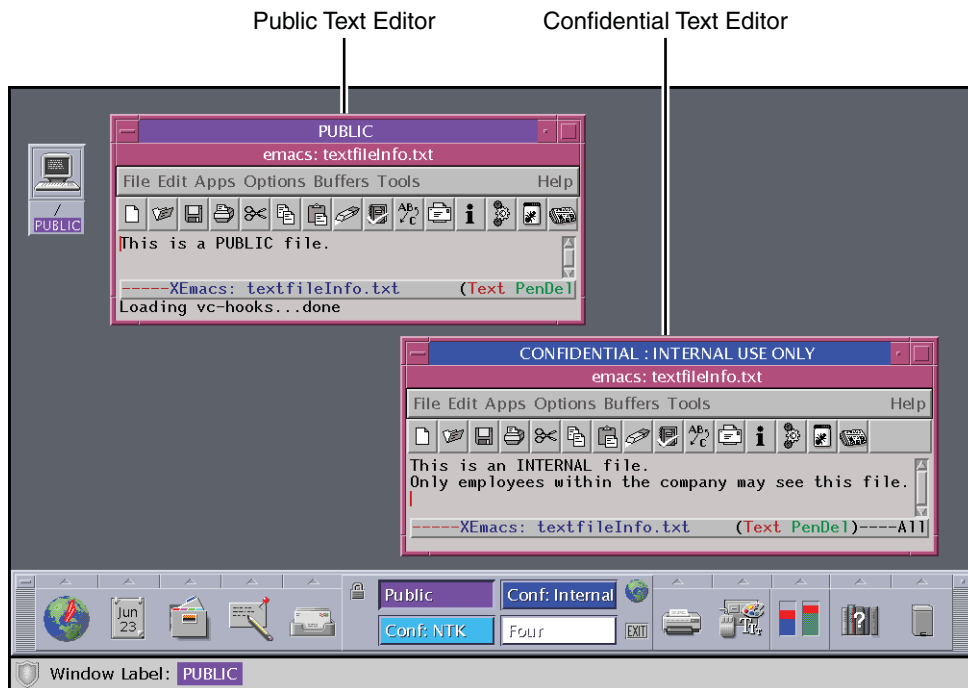 Public Text Editor
Confidential Text Editor
PUBLIC
emacs: textfileInfo.txt
File Edit Apps Options Buffers Tools Help
AB
C
This is a PUBLIC file.
-----XEmacs: textfileInfo.txt (Text PenDel
Loading vc-hooks...done
/
PUBLIC
CONFIDENTIAL : INTERNAL USE ONLY
emacs: textfileInfo.txt
File Edit Apps Options Buffers Tools Help
AB
C
This is an INTERNAL file.
Only employees within the company may see this file.
-----XEmacs: textfileInfo.txt (Text PenDel)----All
Jun
23
Public
Conf: Internal
Conf: NTK
Four
EXIT
TTT
?
Window Label: PUBLIC